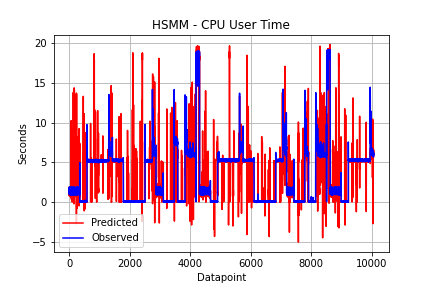 HSMM - CPU User Time
20
15
10
5
0
−5
Seconds
Predicted
Observed
0 2000 4000 6000 8000 10000
Datapoint